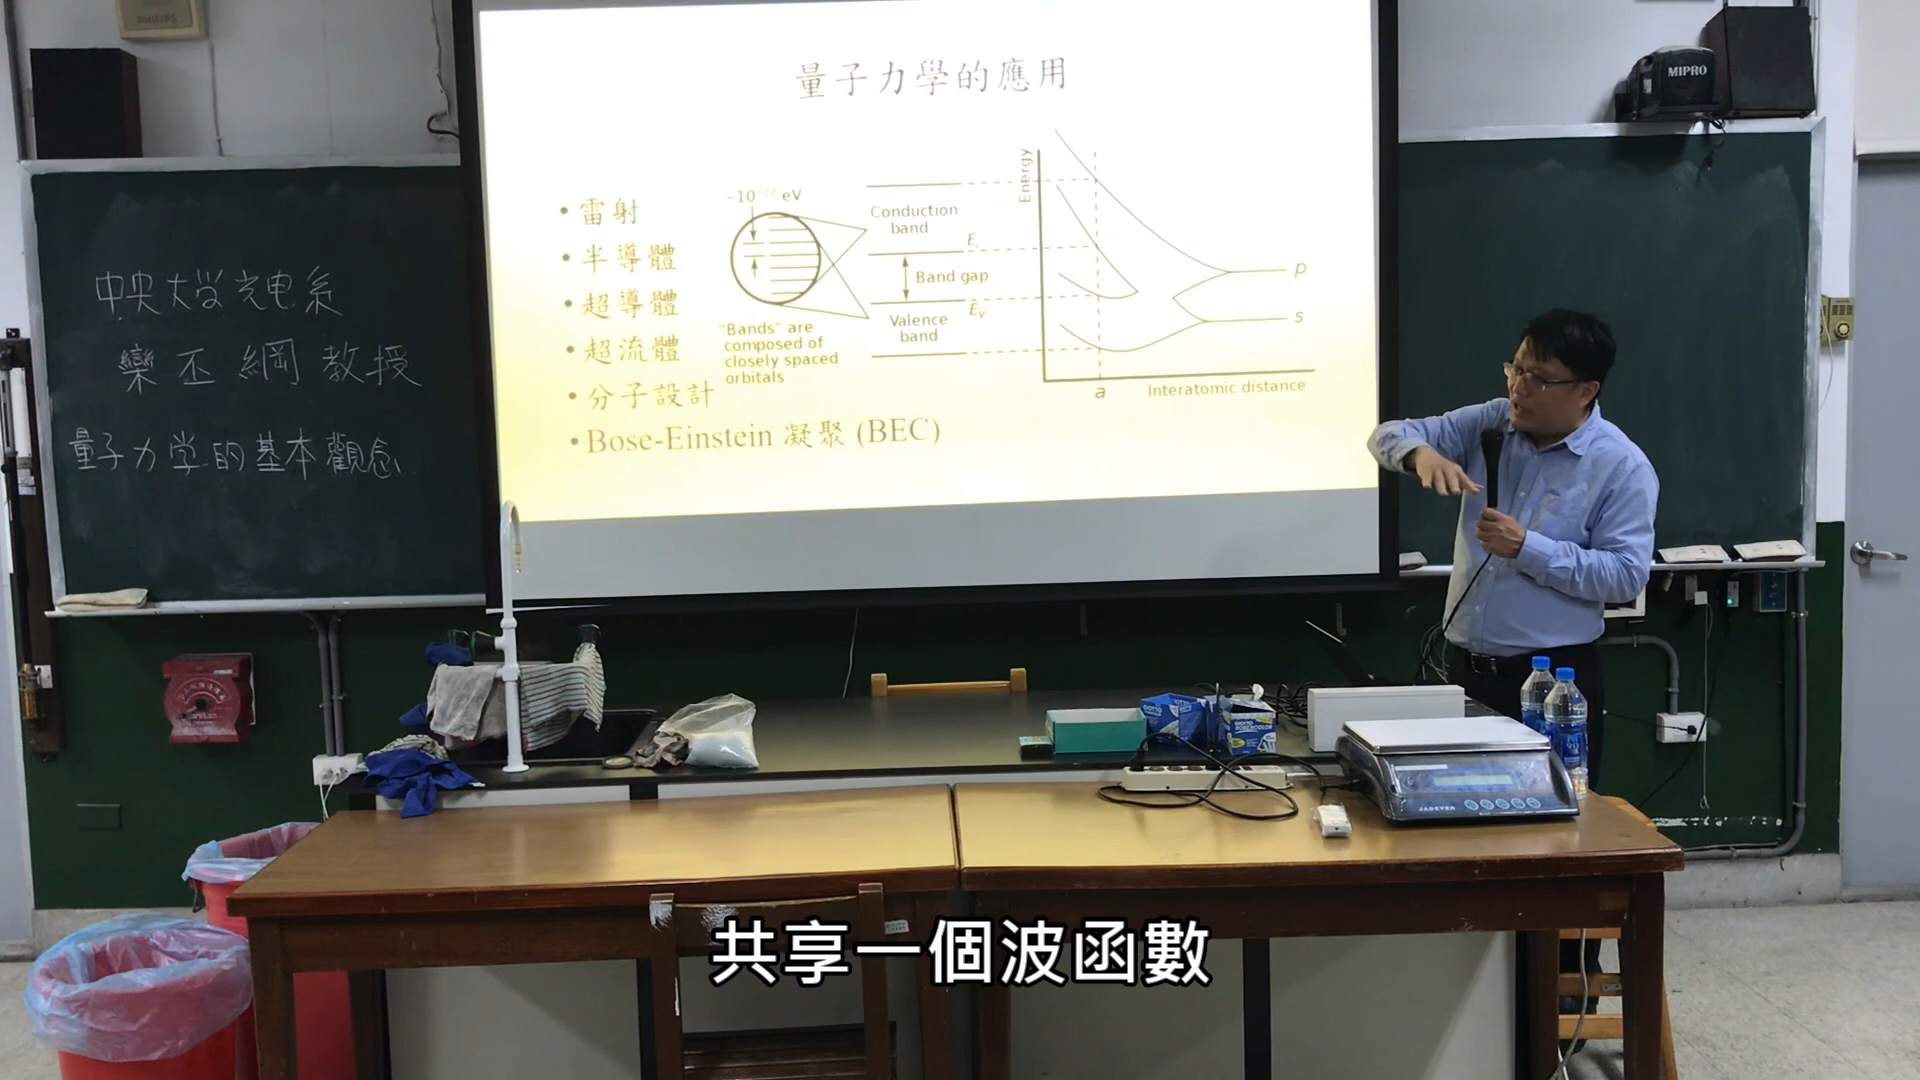 PHILIPS
MIPRO
中央大学光电系
欒丕綱教授
量子力学的基本觀念
量子力學的應用
• 雷射
• 半導體
• 超導體
• 超流體
• 分子設計
• Bose-Einstein 凝聚 (BEC)
eV
"Bands" are
composed of
closely spaced
orbitals
Conduction
band
Band gap
Valence
band
Energy
p
s
a
Interatomic distance
JADEVER
共享一個波函數